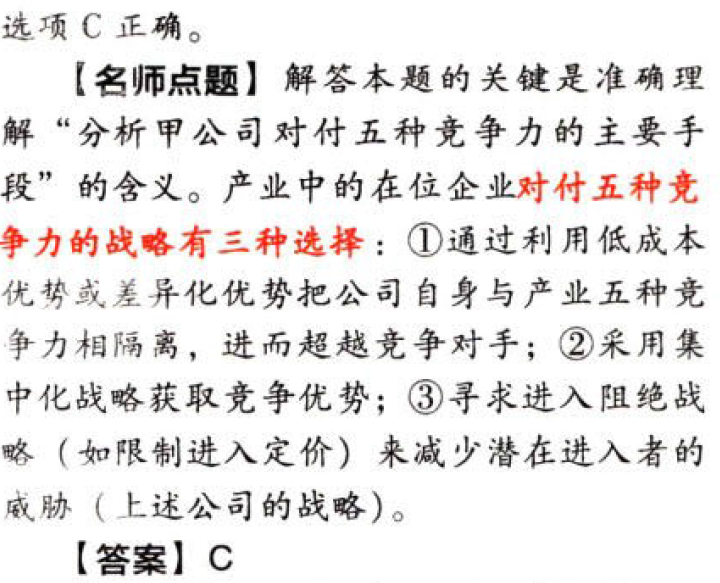 选项 C 正确。
【名师点题】解答本题的关键是准确理
解“分析甲公司对付五种竞争力的主要手
段”的含义。产业中的在位企业对付五种竞
争力的战略有三种选择：①通过利用低成本
优势或差异化优势把公司自身与产业五种竞
争力相隔离，进而超越竞争对手；②采用集
中化战略获取竞争优势；③寻求进入阻绝战
略（如限制进入定价）来减少潜在进入者的
威胁（上述公司的战略）。
【答案】C